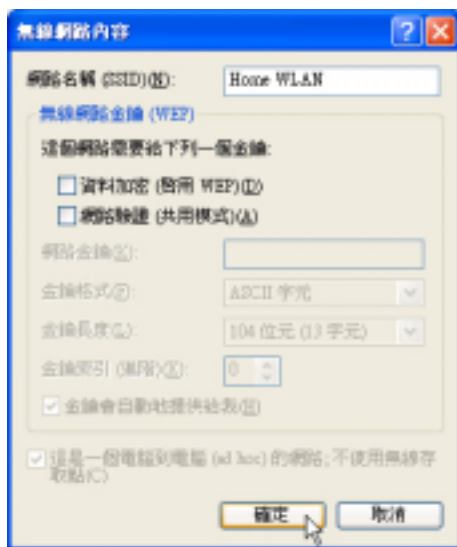 無線網路內容
網路名稱 (SSID)(N):
Home WLAN
無線網路金鑰 (WEP)
這個網路需要給下列一個金鑰:
資料加密 (啓用 WEP)(D)
網路驗證 (共用模式)(A)
網路金鑰(K):
金鑰格式(F):
ASCII 字元
金鑰長度(L):
104 位元 (13 字元)
金鑰索引 (進階)(X):
0
金鑰會自動地提供給我(H)
這是一個電腦到電腦 (ad hoc) 的網路;不使用無線存
取點(C)
確定
取消